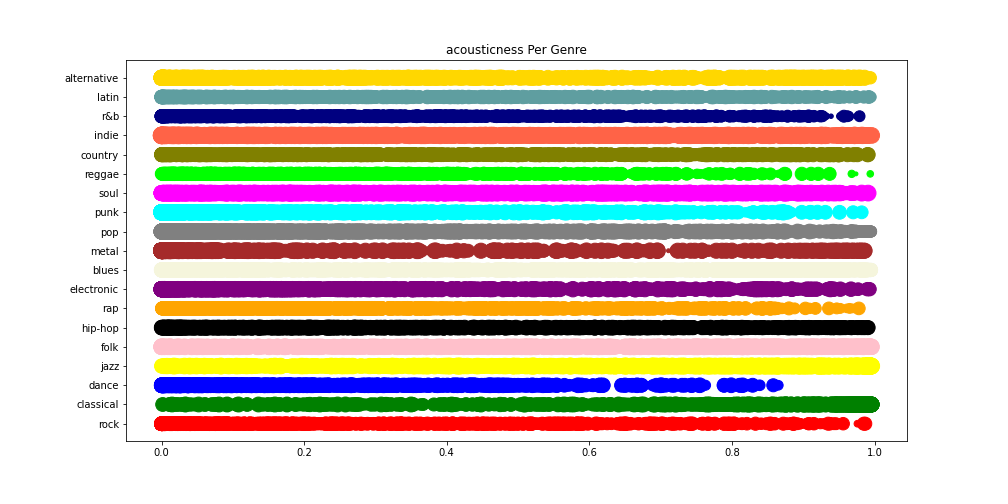 acousticness Per Genre
alternative
latin
r&b
indie
country
reggae
soul
punk
pop
metal
blues
electronic
rap
hip-hop
folk
jazz
dance
classical
rock
0.0 0.2 0.4 0.6 0.8 1.0